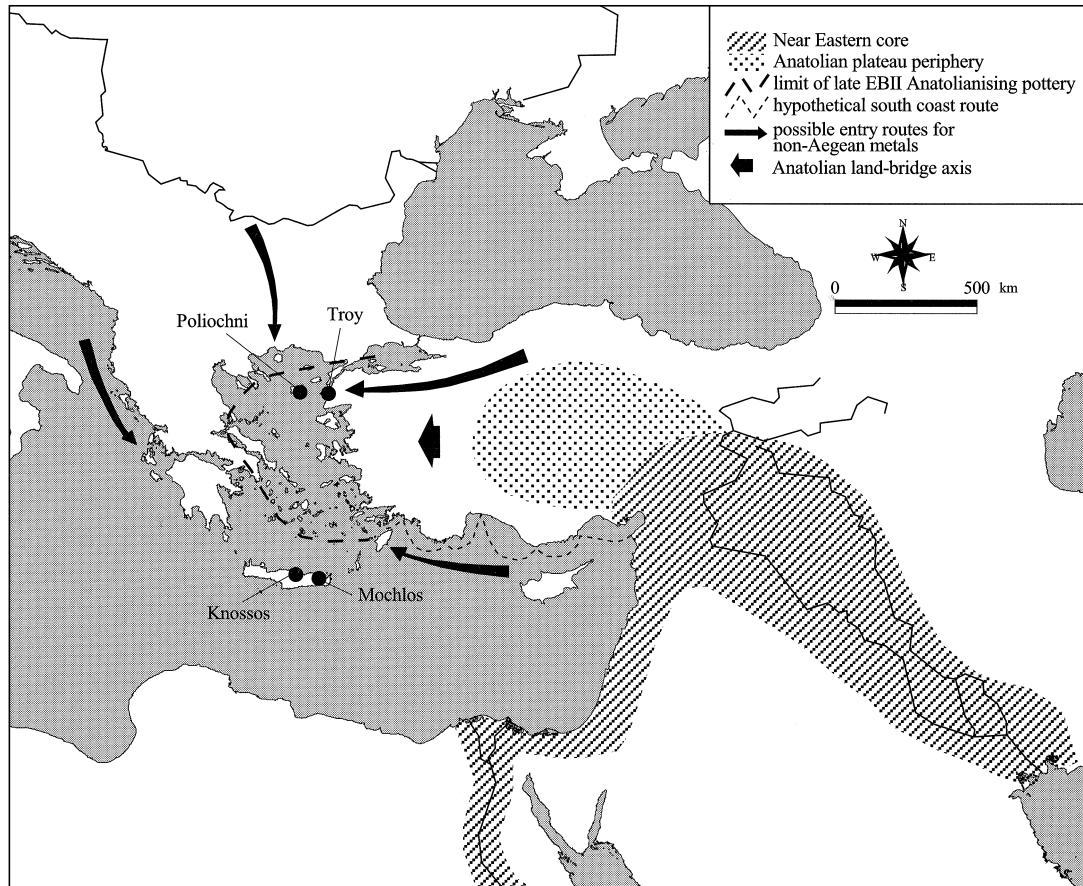 Near Eastern core
Anatolian plateau periphery
limit of late EBII Anatolianising pottery
hypothetical south coast route
possible entry routes for
non-Aegean metals
Anatolian land-bridge axis
N
W E
S
0 500 km
Poliochni
Troy
Knossos
Mochlos